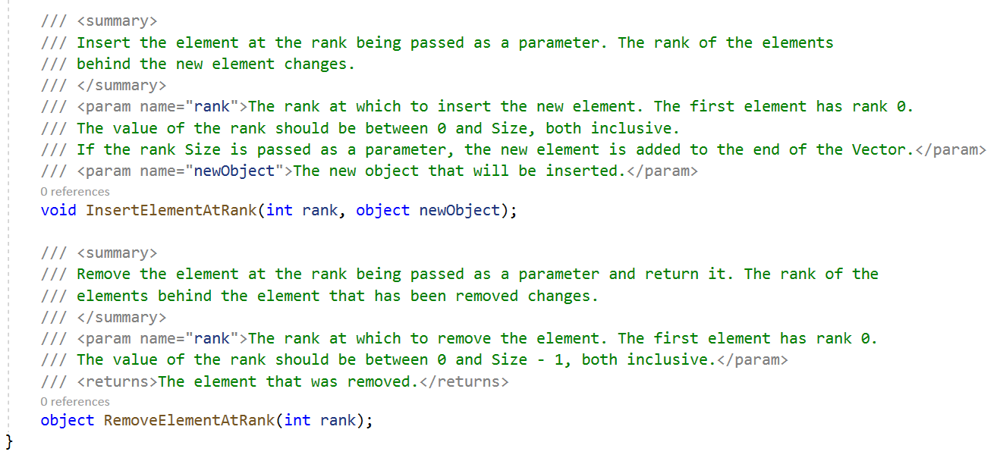 /// <summary>
/// Insert the element at the rank being passed as a parameter. The rank of the elements
/// behind the new element changes.
/// </summary>
/// <param name="rank">The rank at which to insert the new element. The first element has rank 0.
/// The value of the rank should be between 0 and Size, both inclusive.
/// If the rank Size is passed as a parameter, the new element is added to the end of the Vector.</param>
/// <param name="newObject">The new object that will be inserted.</param>
0 references
void InsertElementAtRank(int rank, object newObject);
/// <summary>
/// Remove the element at the rank being passed as a parameter and return it. The rank of the
/// elements behind the element that has been removed changes.
/// </summary>
/// <param name="rank">The rank at which to remove the element. The first element has rank 0.
/// The value of the rank should be between 0 and Size - 1, both inclusive.</param>
/// <returns>The element that was removed.</returns>
0 references
object RemoveElementAtRank(int rank);
}